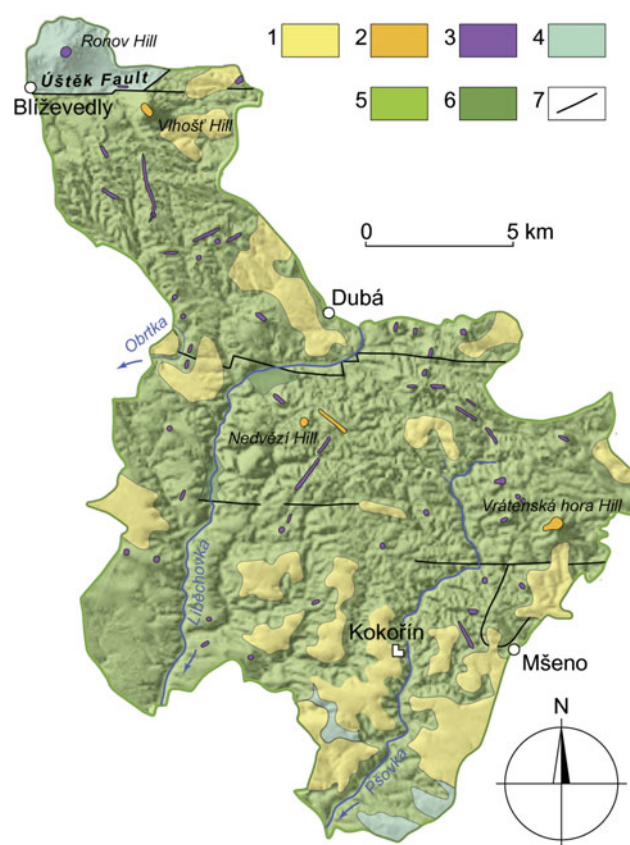 1
2
3
4
5
6
7
0
5 km
Ronov Hill
Úštěk Fault
Blíževedly
Vlhošť Hill
Dubá
Obrtka
Nedvězí Hill
Vrátenská hora Hill
Liběchovka
Kokořín
Mšeno
Pšovka
N